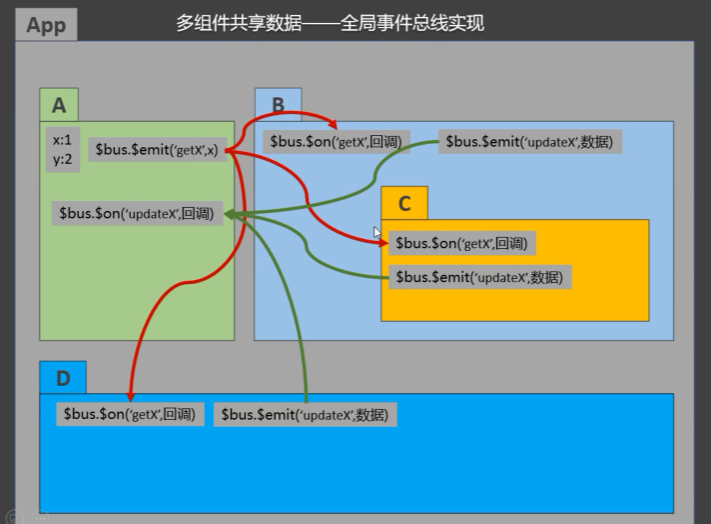 App
多组件共享数据——全局事件总线实现
A
B
x:1
y:2
$bus.$emit('getX',x)
$bus.$on('getX',回调)
$bus.$emit('updateX',数据)
$bus.$on('updateX',回调)
C
$bus.$on('getX',回调)
$bus.$emit('updateX',数据)
D
$bus.$on('getX',回调)
$bus.$emit('updateX',数据)